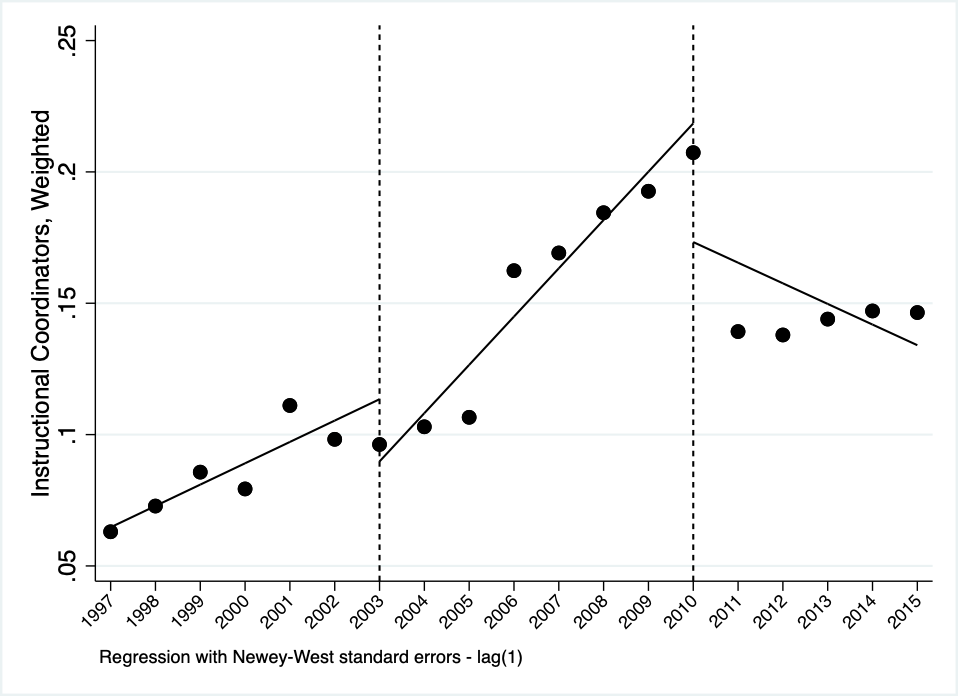 Instructional Coordinators, Weighted
.25
.2
.15
.1
.05
1997 1998 1999 2000 2001 2002 2003 2004 2005 2006 2007 2008 2009 2010 2011 2012 2013 2014 2015
Regression with Newey-West standard errors - lag(1)